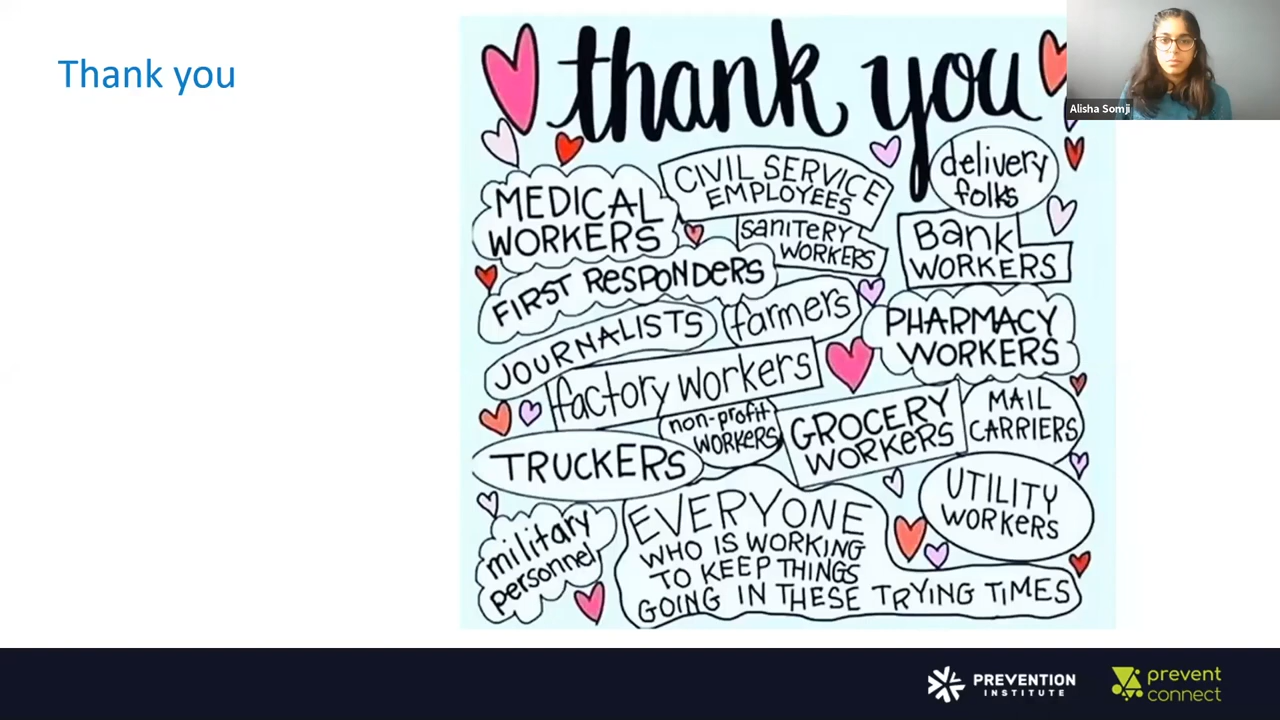 Thank you
thank you
Alisha Somji
delivery
folks
CIVIL SERVICE
EMPLOYEES
MEDICAL
WORKERS
SANITERY
WORKERS
Bank
WORKERS
FIRST RESPONDERS
JOURNALISTS
farmers
PHARMACY
WORKERS
factory workers
non-profit
WORKERS
GROCERY
WORKERS
MAIL
CARRIERS
TRUCKERS
UTILITY
WORKERS
military
personnel
EVERYONE
WHO IS WORKING
TO KEEP THINGS
GOING IN THESE TRYING TIMES
PREVENTION
INSTITUTE
prevent
connect